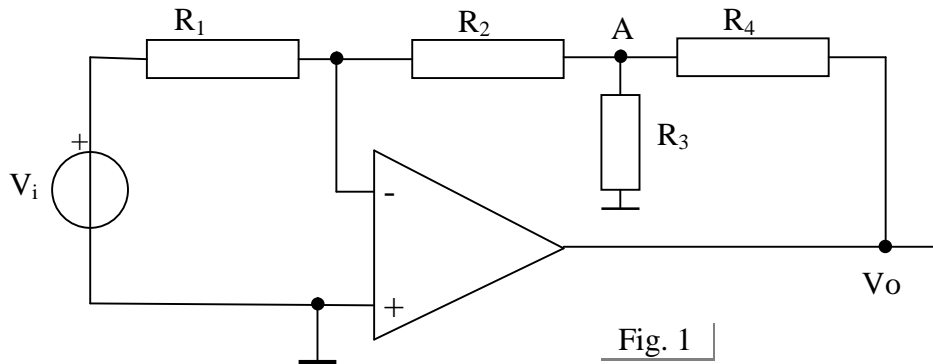 R₁
R₂
A
R₄
R₃
+
Vᵢ
-
+
Vo
Fig. 1